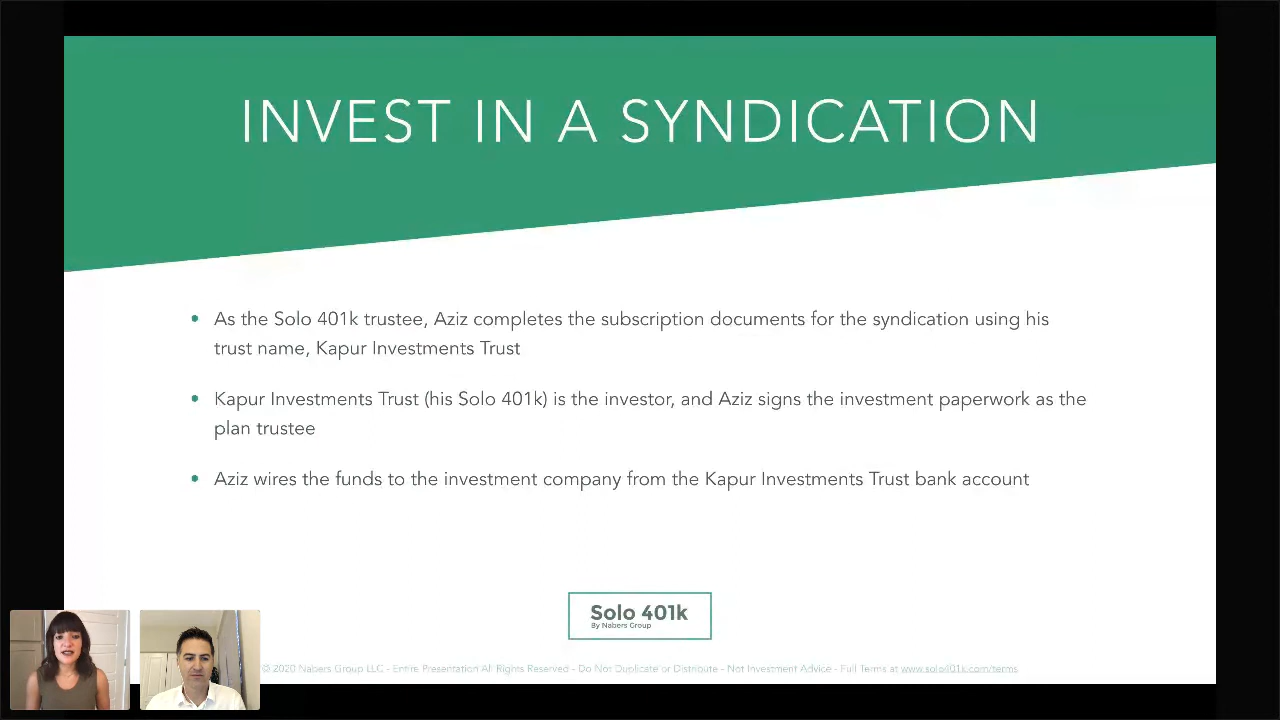 INVEST IN A SYNDICATION
• As the Solo 401k trustee, Aziz completes the subscription documents for the syndication using his
trust name, Kapur Investments Trust
• Kapur Investments Trust (his Solo 401k) is the investor, and Aziz signs the investment paperwork as the
plan trustee
• Aziz wires the funds to the investment company from the Kapur Investments Trust bank account
Solo 401k
By Nabers Group
© 2020 Nabers Group LLC - Entire Presentation All Rights Reserved - Do Not Duplicate or Distribute - Not Investment Advice - Full Terms at www.solo401k.com/terms